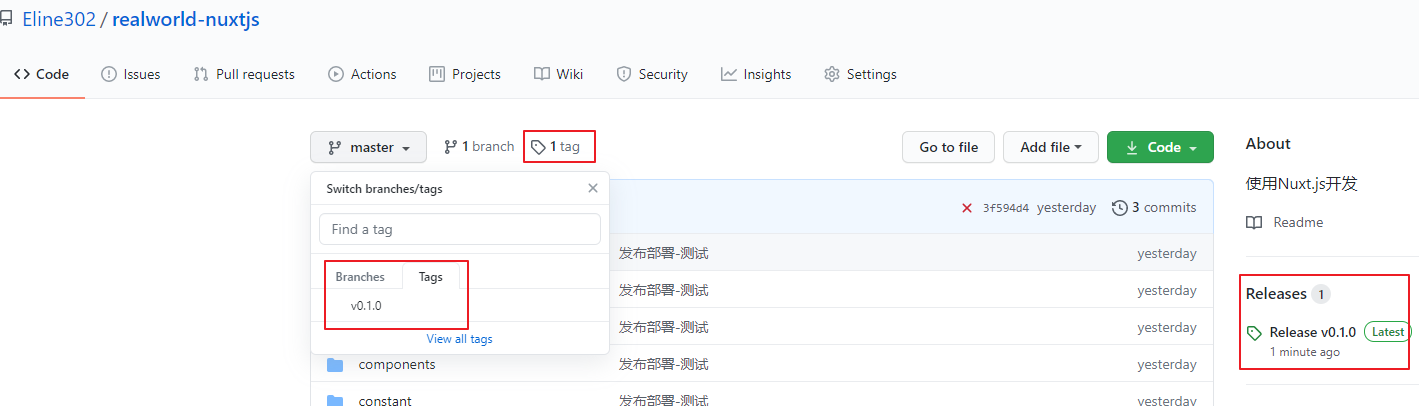 Eline302 / realworld-nuxtjs
Code Issues Pull requests Actions Projects Wiki Security Insights Settings
master 1 branch 1 tag Go to file Add file Code
Switch branches/tags
Find a tag
Branches Tags
v0.1.0
View all tags
3f594d4 yesterday 3 commits
发布部署-测试 yesterday
发布部署-测试 yesterday
发布部署-测试 yesterday
components 发布部署-测试 yesterday
constant 发布部署-测试 yesterday
About
使用Nuxt.js开发
Readme
Releases 1
Release v0.1.0 Latest
1 minute ago